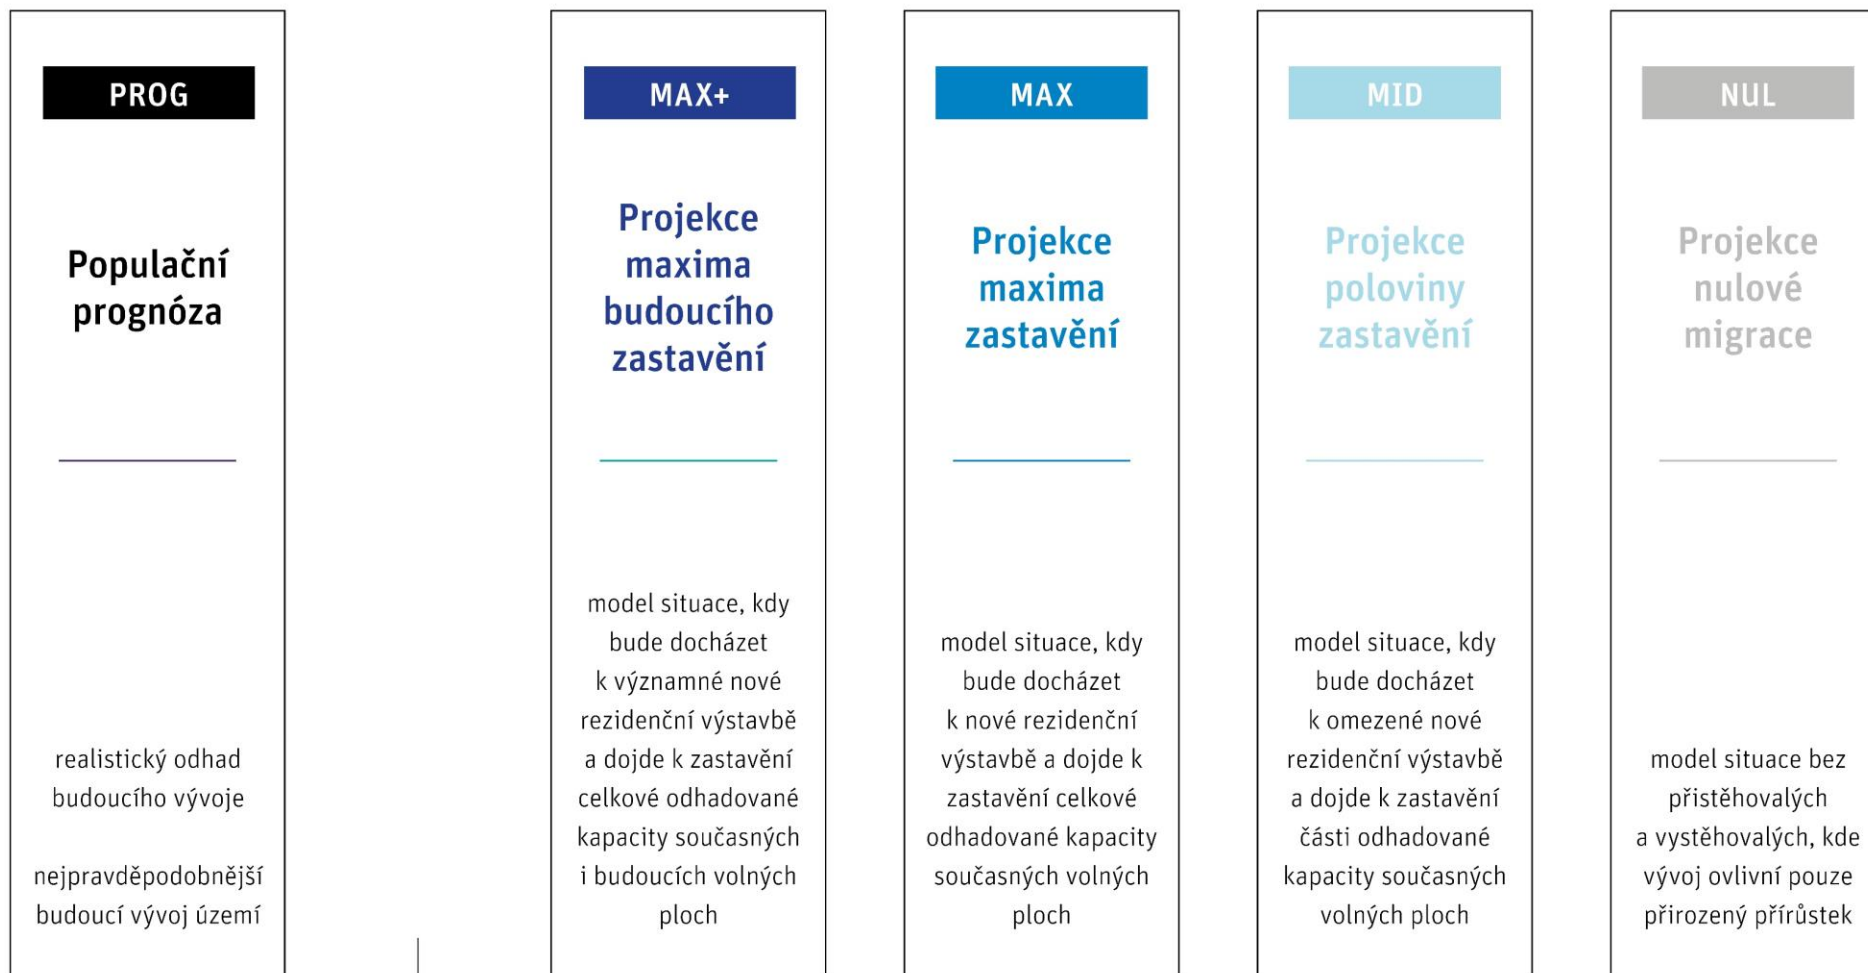 PROG
Populační
prognóza
realistický odhad
budoucího vývoje
nejpravděpodobnější
budoucí vývoj území
MAX+
Projekce
maxima
budoucího
zastavění
model situace, kdy
bude docházet
k významné nové
rezidenční výstavbě
a dojde k zastavění
celkové odhadované
kapacity současných
i budoucích volných
ploch
MAX
Projekce
maxima
zastavění
model situace, kdy
bude docházet
k nové rezidenční
výstavbě a dojde k
zastavění celkové
odhadované kapacity
současných volných
ploch
MID
Projekce
poloviny
zastavění
model situace, kdy
bude docházet
k omezené nové
rezidenční výstavbě
a dojde k zastavění
části odhadované
kapacity současných
volných ploch
NUL
Projekce
nulové
migrace
model situace bez
přistěhovalých
a vystěhovalých, kde
vývoj ovlivní pouze
přirozený přírůstek